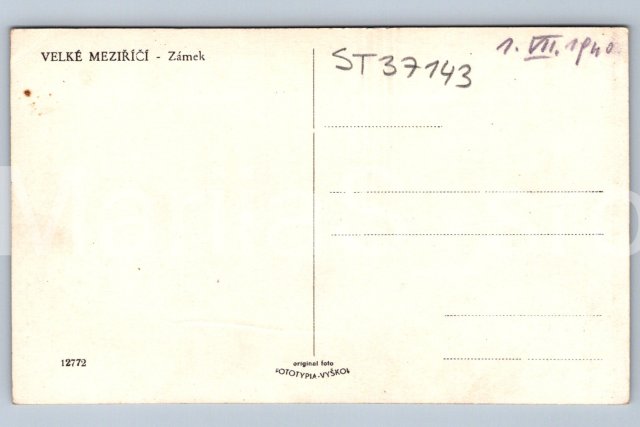 VELKÉ MEZIŘÍČÍ - Zámek
ST37143
1. VII. 1940
12772
original foto
FOTOTYPIA-VYŠKOV